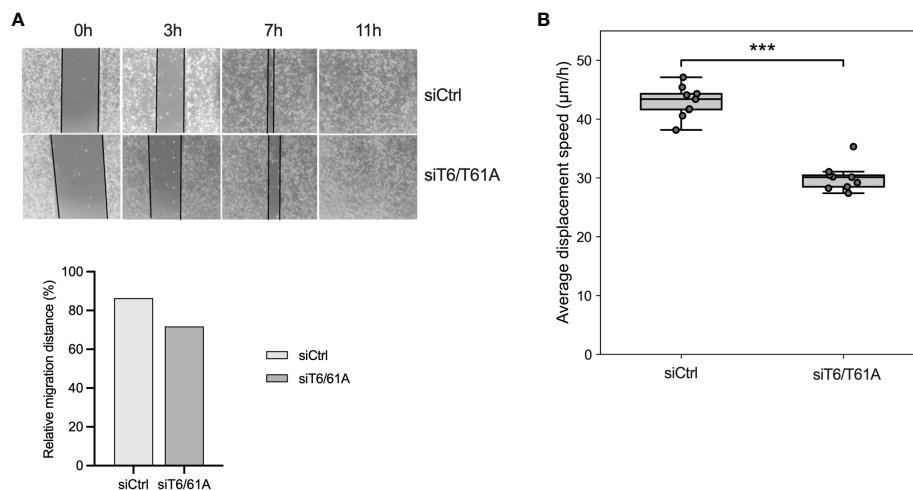 A
0h 3h 7h 11h
siCtrl
siT6/T61A
Relative migration distance (%)
100
80
60
40
20
0
siCtrl siT6/61A
siCtrl
siT6/61A
B
***
Average displacement speed (µm/h)
50
40
30
20
10
0
siCtrl siT6/T61A